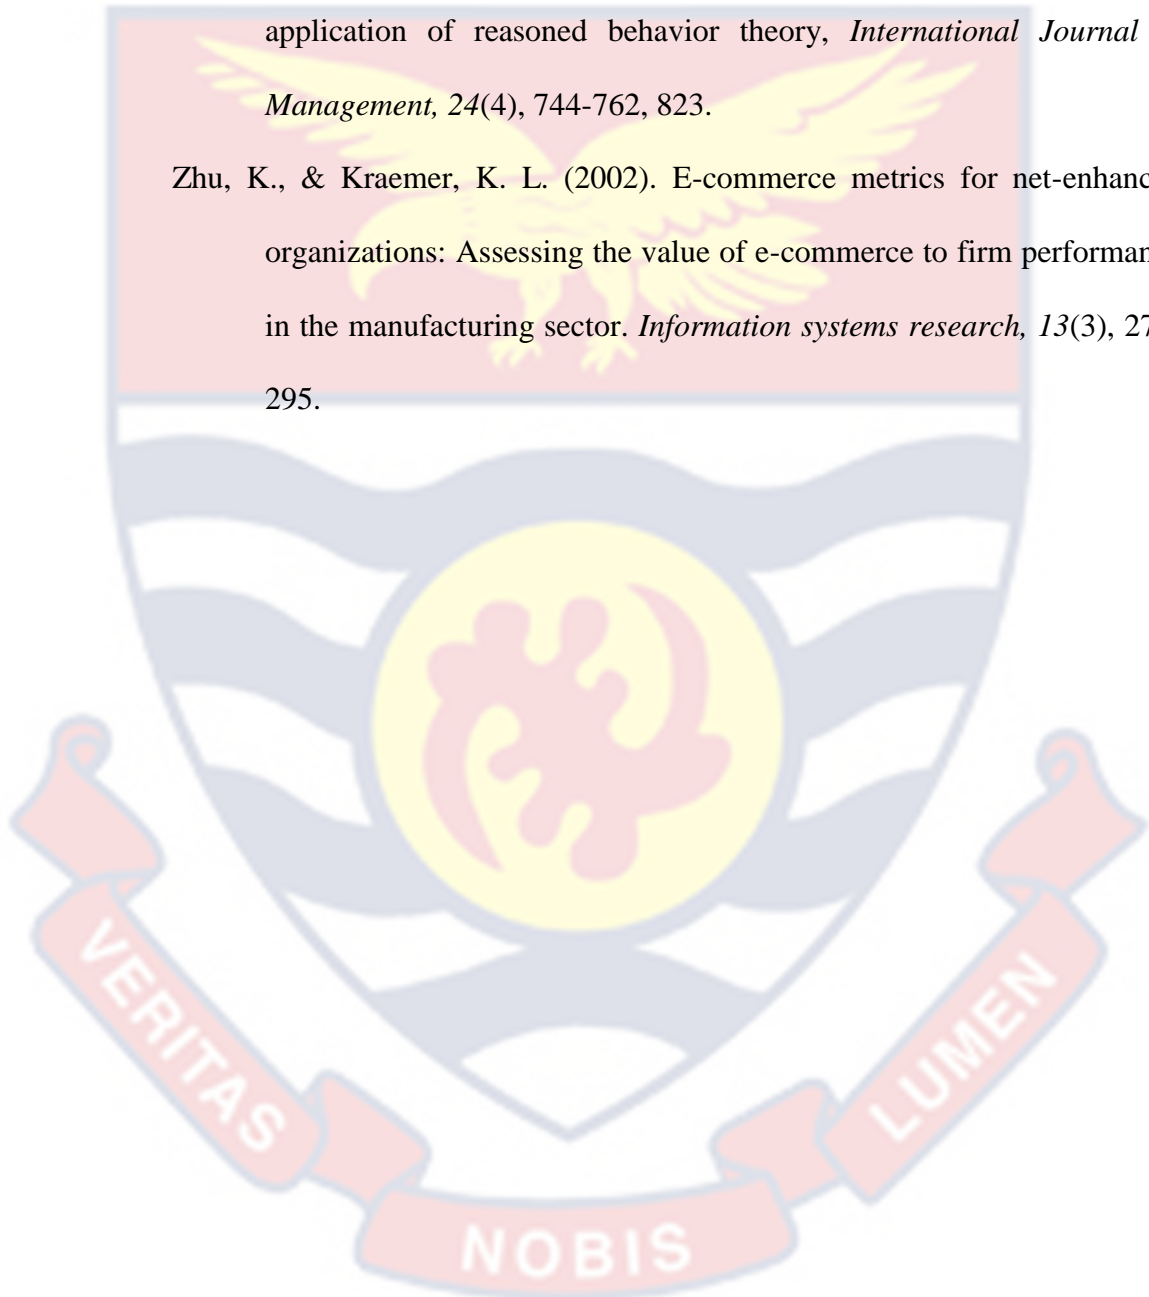 application of reasoned behavior theory, International Journal
Management, 24(4), 744-762, 823.
Zhu, K., & Kraemer, K. L. (2002). E-commerce metrics for net-enhanc
organizations: Assessing the value of e-commerce to firm performan
in the manufacturing sector. Information systems research, 13(3), 27
295.
VERITAS
NOBIS
LUMEN